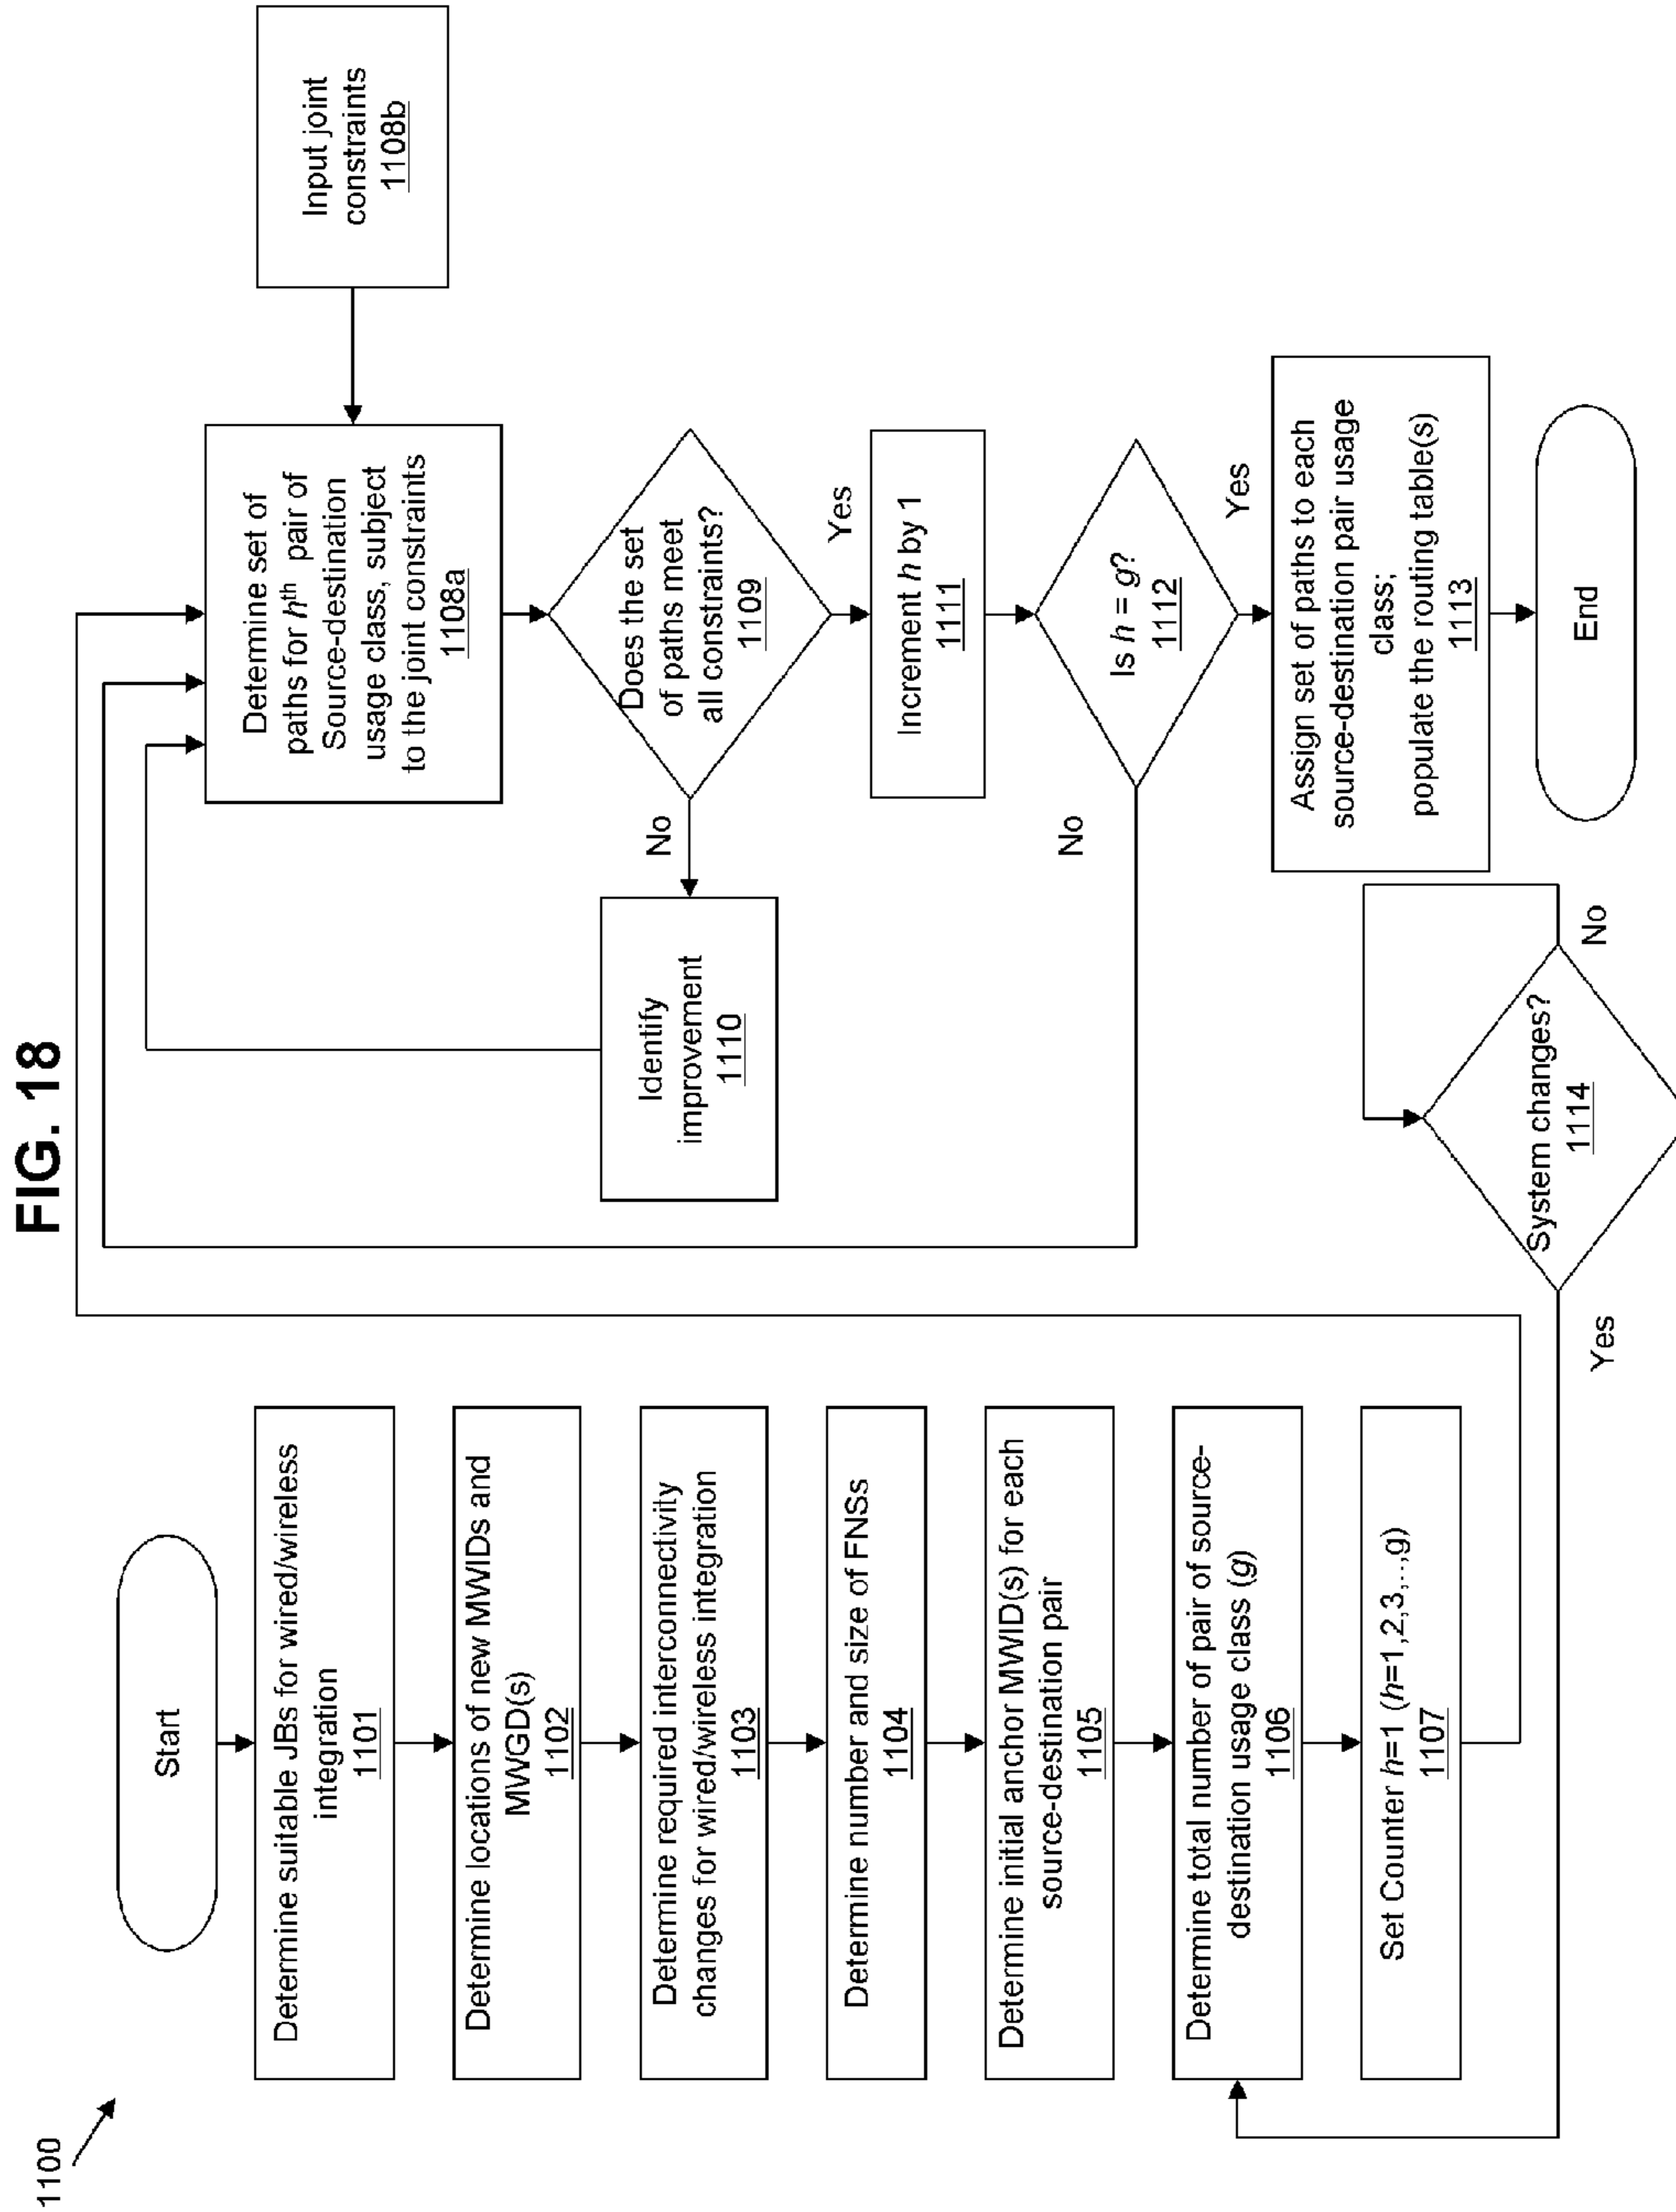 FIG. 18
1100
Start
Determine suitable JBs for wired/wireless
integration
1101
Determine locations of new MWIDs and
MWGD(s)
1102
Determine required interconnectivity
changes for wired/wireless integration
1103
Determine number and size of FNSs
1104
Determine initial anchor MWID(s) for each
source-destination pair
1105
Determine total number of pair of source-
destination usage class (g)
1106
Set Counter h=1 (h=1,2,3,..,g)
1107
Input joint
constraints
1108b
Determine set of
paths for hth pair of
Source-destination
usage class, subject
to the joint constraints
1108a
Does the set
of paths meet
all constraints?
1109
No
Yes
Identify
improvement
1110
Increment h by 1
1111
Is h = g?
1112
No
Yes
Assign set of paths to each
source-destination pair usage
class;
populate the routing table(s)
1113
End
System changes?
1114
No
Yes